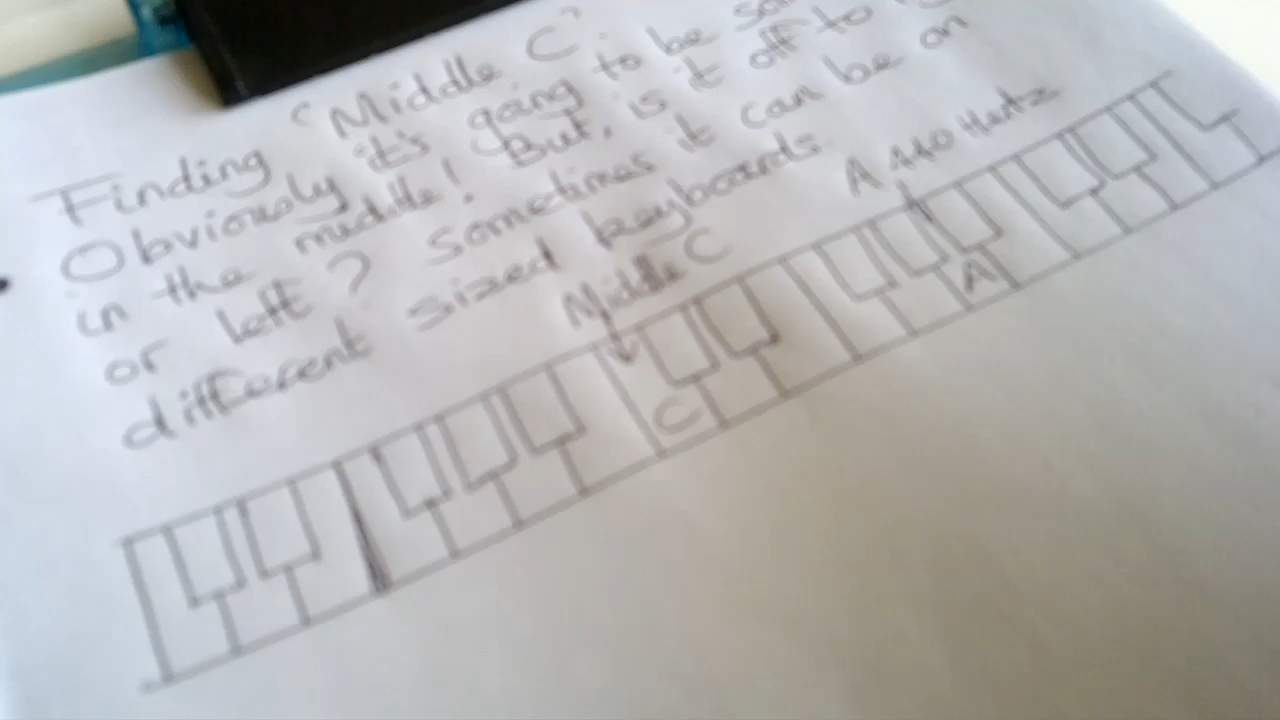 Finding "Middle C".
Obviously it's going to be
in the middle! But, is it off to
or left? Sometimes it can be on
different sized keyboards.
A 440 Hertz
Middle C
A
C